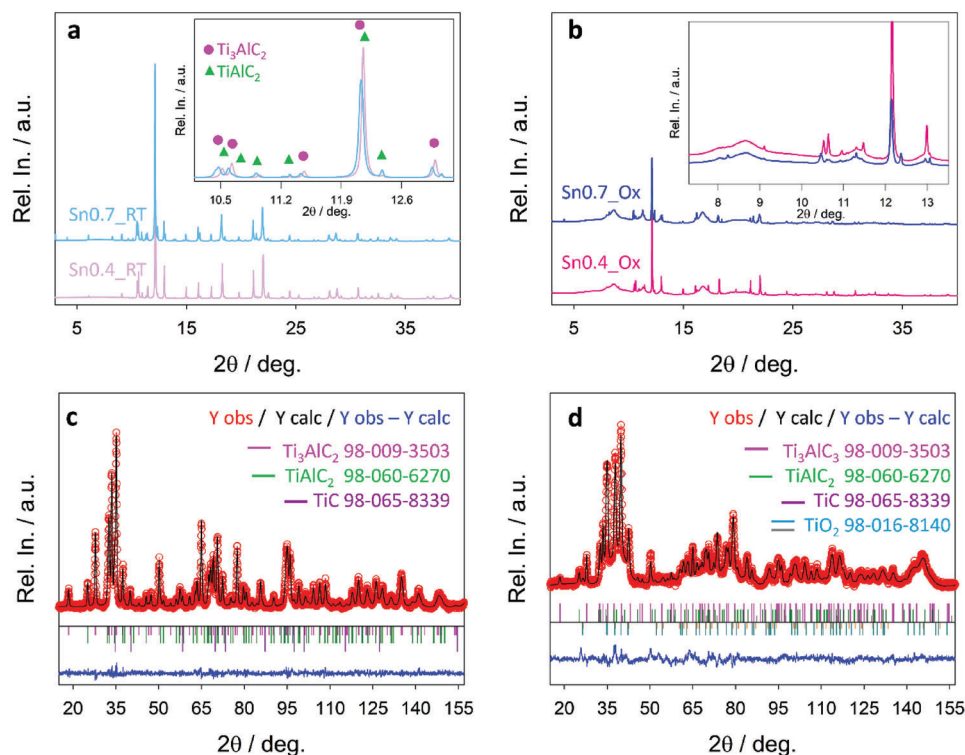 a
Rel. In. / a.u.
Ti₃AlC₂
TiAlC₂
Rel. In. / a.u.
10.5 11.2 11.9 12.6
2θ / deg.
Sn0.7_RT
Sn0.4_RT
5 15 25 35
2θ / deg.
b
Rel. In. / a.u.
Rel. In. / a.u.
8 9 10 11 12 13
2θ / deg.
Sn0.7_Ox
Sn0.4_Ox
5 15 25 35
2θ / deg.
c
Rel. In. / a.u.
Y obs / Y calc / Y obs – Y calc
Ti₃AlC₂ 98-009-3503
TiAlC₂ 98-060-6270
TiC 98-065-8339
20 35 50 65 80 95 110 125 140 155
2θ / deg.
d
Rel. In. / a.u.
Y obs / Y calc / Y obs – Y calc
Ti₃AlC₃ 98-009-3503
TiAlC₂ 98-060-6270
TiC 98-065-8339
TiO₂ 98-016-8140
20 35 50 65 80 95 110 125 140 155
2θ / deg.